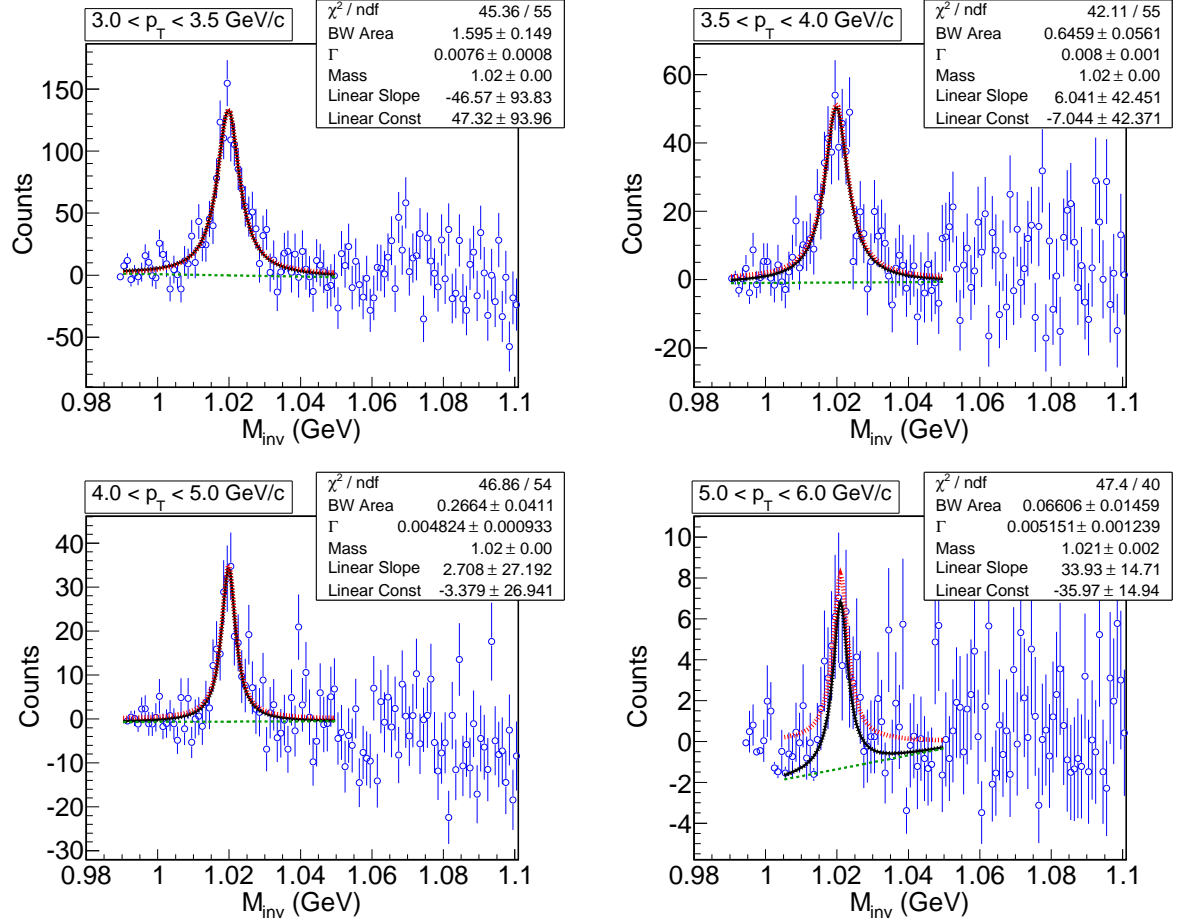 3.0 < p_T < 3.5 GeV/c
χ² / ndf 45.36 / 55
BW Area 1.595 ± 0.149
Γ 0.0076 ± 0.0008
Mass 1.02 ± 0.00
Linear Slope -46.57 ± 93.83
Linear Const 47.32 ± 93.96
Counts
150
100
50
0
-50
0.98 1 1.02 1.04 1.06 1.08 1.1
M_inv (GeV)
3.5 < p_T < 4.0 GeV/c
χ² / ndf 42.11 / 55
BW Area 0.6459 ± 0.0561
Γ 0.008 ± 0.001
Mass 1.02 ± 0.00
Linear Slope 6.041 ± 42.451
Linear Const -7.044 ± 42.371
Counts
60
40
20
0
-20
0.98 1 1.02 1.04 1.06 1.08 1.1
M_inv (GeV)
4.0 < p_T < 5.0 GeV/c
χ² / ndf 46.86 / 54
BW Area 0.2664 ± 0.0411
Γ 0.004824 ± 0.000933
Mass 1.02 ± 0.00
Linear Slope 2.708 ± 27.192
Linear Const -3.379 ± 26.941
Counts
40
30
20
10
0
-10
-20
-30
0.98 1 1.02 1.04 1.06 1.08 1.1
M_inv (GeV)
5.0 < p_T < 6.0 GeV/c
χ² / ndf 47.4 / 40
BW Area 0.06606 ± 0.01459
Γ 0.005151 ± 0.001239
Mass 1.021 ± 0.002
Linear Slope 33.93 ± 14.71
Linear Const -35.97 ± 14.94
Counts
10
8
6
4
2
0
-2
-4
0.98 1 1.02 1.04 1.06 1.08 1.1
M_inv (GeV)